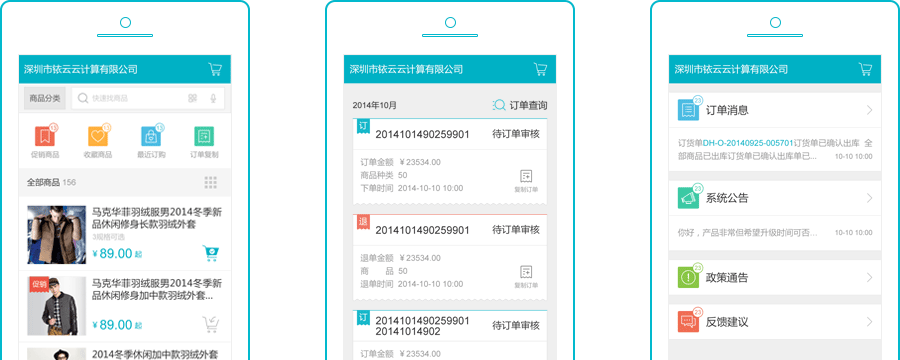 深圳市铱云云计算有限公司
商品分类 快速找商品
促销商品 收藏商品 最近订购 订单复制
全部商品 156
马克华菲羽绒服男2014冬季新
品休闲修身长款羽绒外套
3规格可选
¥ 89.00 起
促销
马克华菲羽绒服男2014冬季新
品休闲修身加中款羽绒外套...
¥ 89.00 起
2014冬季休闲加中款羽绒外套
深圳市铱云云计算有限公司
2014年10月 订单查询
订 2014101490259901 待订单审核
订单金额 ¥ 23534.00
商品种类 50
下单时间 2014-10-10 10:00 复制订单
退 2014101490259901 待订单审核
退单金额 ¥ 23534.00
商 品 50
退单时间 2014-10-10 10:00 复制订单
订 2014101490259901
20141014902 待订单审核
订单金额 ¥ 23534.00
深圳市铱云云计算有限公司
23
订单消息
订货单DH-O-20140925-005701订货单已确认出库 全
部商品已出库订货单已确认出库单已... 10-10 10:00
23
系统公告
你好，产品非常但希望升级时间可否... 10-10 10:00
23
政策通告
23
反馈建议